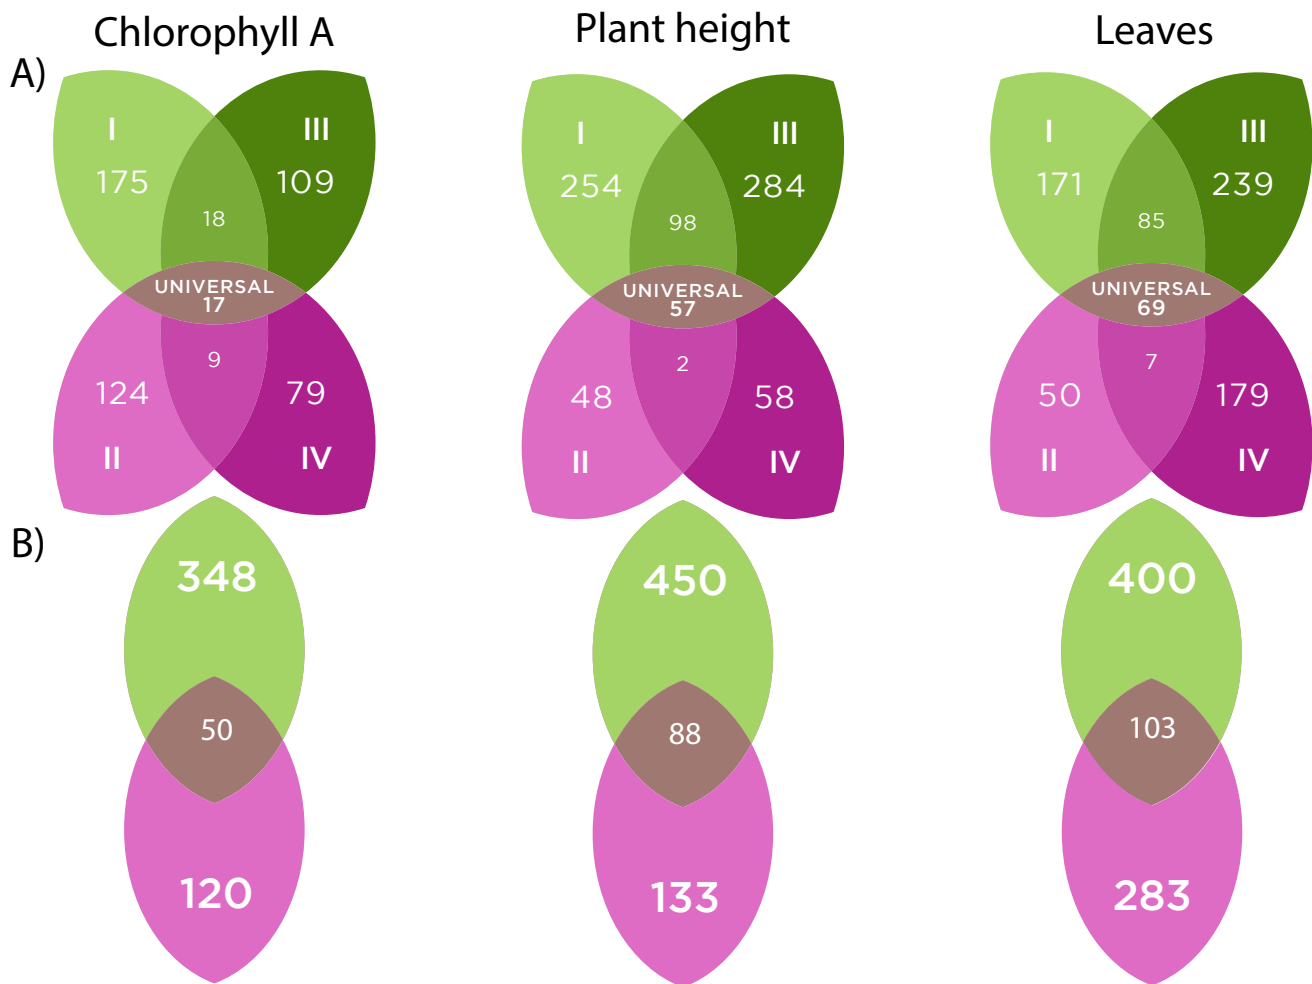 Chlorophyll A
Plant height
Leaves
A)
I
III
175
109
18
UNIVERSAL
17
9
124
79
II
IV
I
III
254
284
98
UNIVERSAL
57
2
48
58
II
IV
I
III
171
239
85
UNIVERSAL
69
7
50
179
II
IV
B)
348
50
120
450
88
133
400
103
283